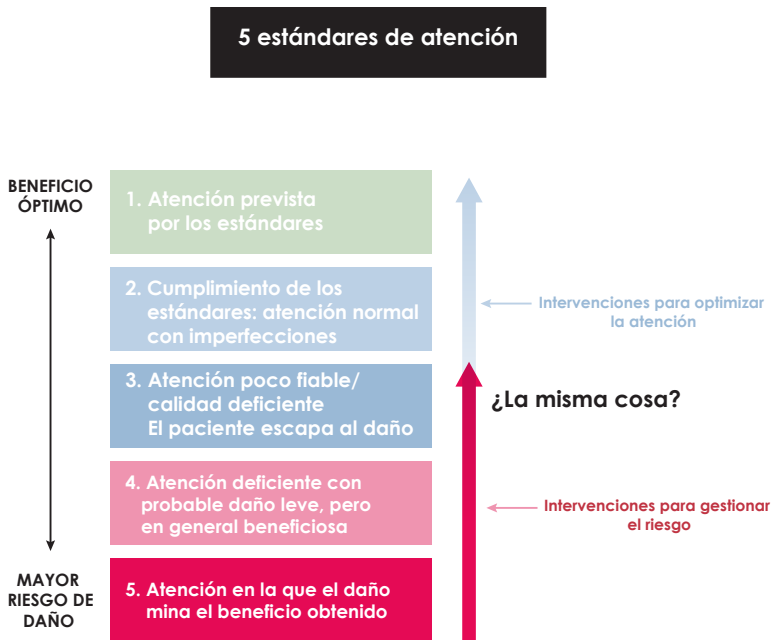 5 estándares de atención
BENEFICIO
ÓPTIMO
1. Atención prevista
por los estándares
2. Cumplimiento de los
estándares: atención normal
con imperfecciones
Intervenciones para optimizar
la atención
3. Atención poco fiable/
calidad deficiente
El paciente escapa al daño
¿La misma cosa?
4. Atención deficiente con
probable daño leve, pero
en general beneficiosa
Intervenciones para gestionar
el riesgo
MAYOR
RIESGO DE
DAÑO
5. Atención en la que el daño
mina el beneficio obtenido